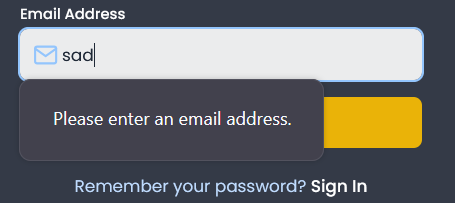 Email Address
sad
Please enter an email address.
Remember your password? Sign In